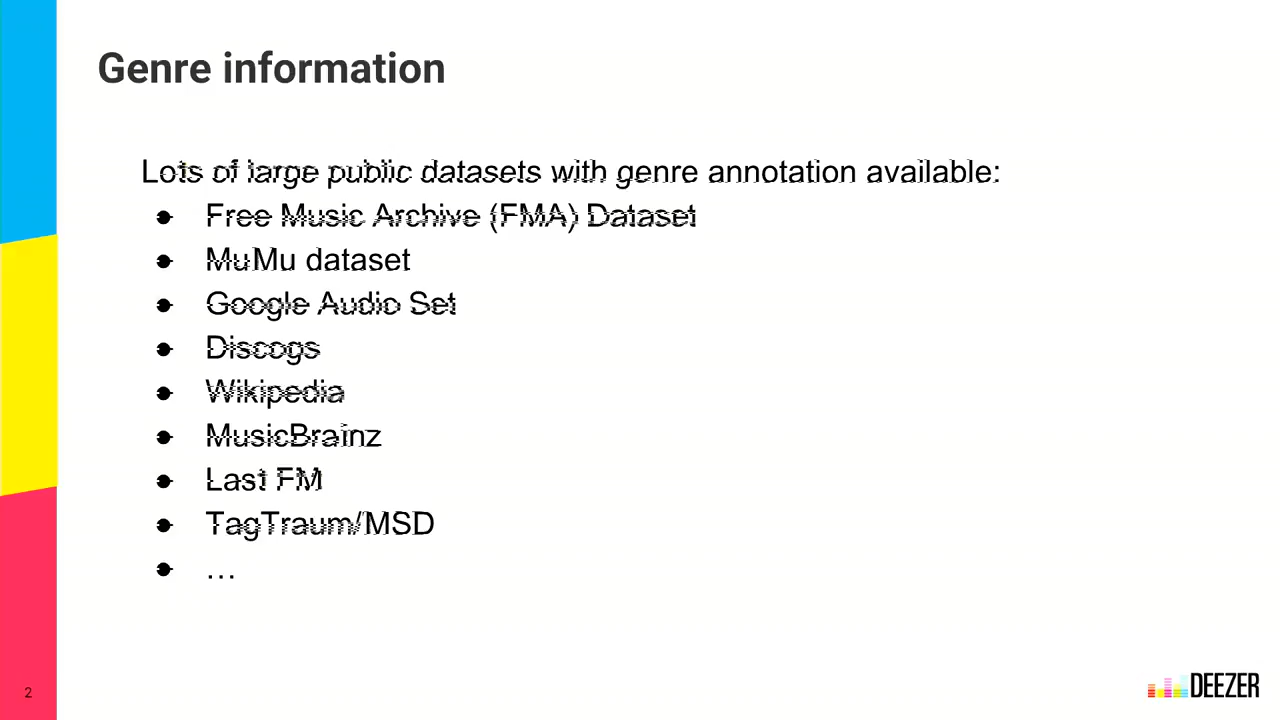 Genre information
Lots of large public datasets with genre annotation available:
● Free Music Archive (FMA) Dataset
● MuMu dataset
● Google Audio Set
● Discogs
● Wikipedia
● MusicBrainz
● Last FM
● TagTraum/MSD
● …
2
DEEZER